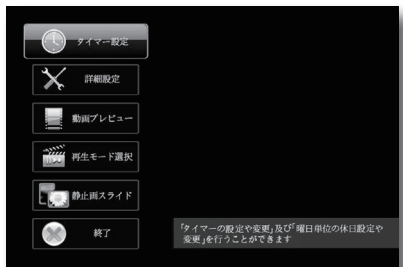 タイマー設定
詳細設定
動画プレビュー
再生モード選択
静止画スライド
終了
「タイマーの設定や変更」及び「曜日単位の休日設定や
変更」を行うことができます